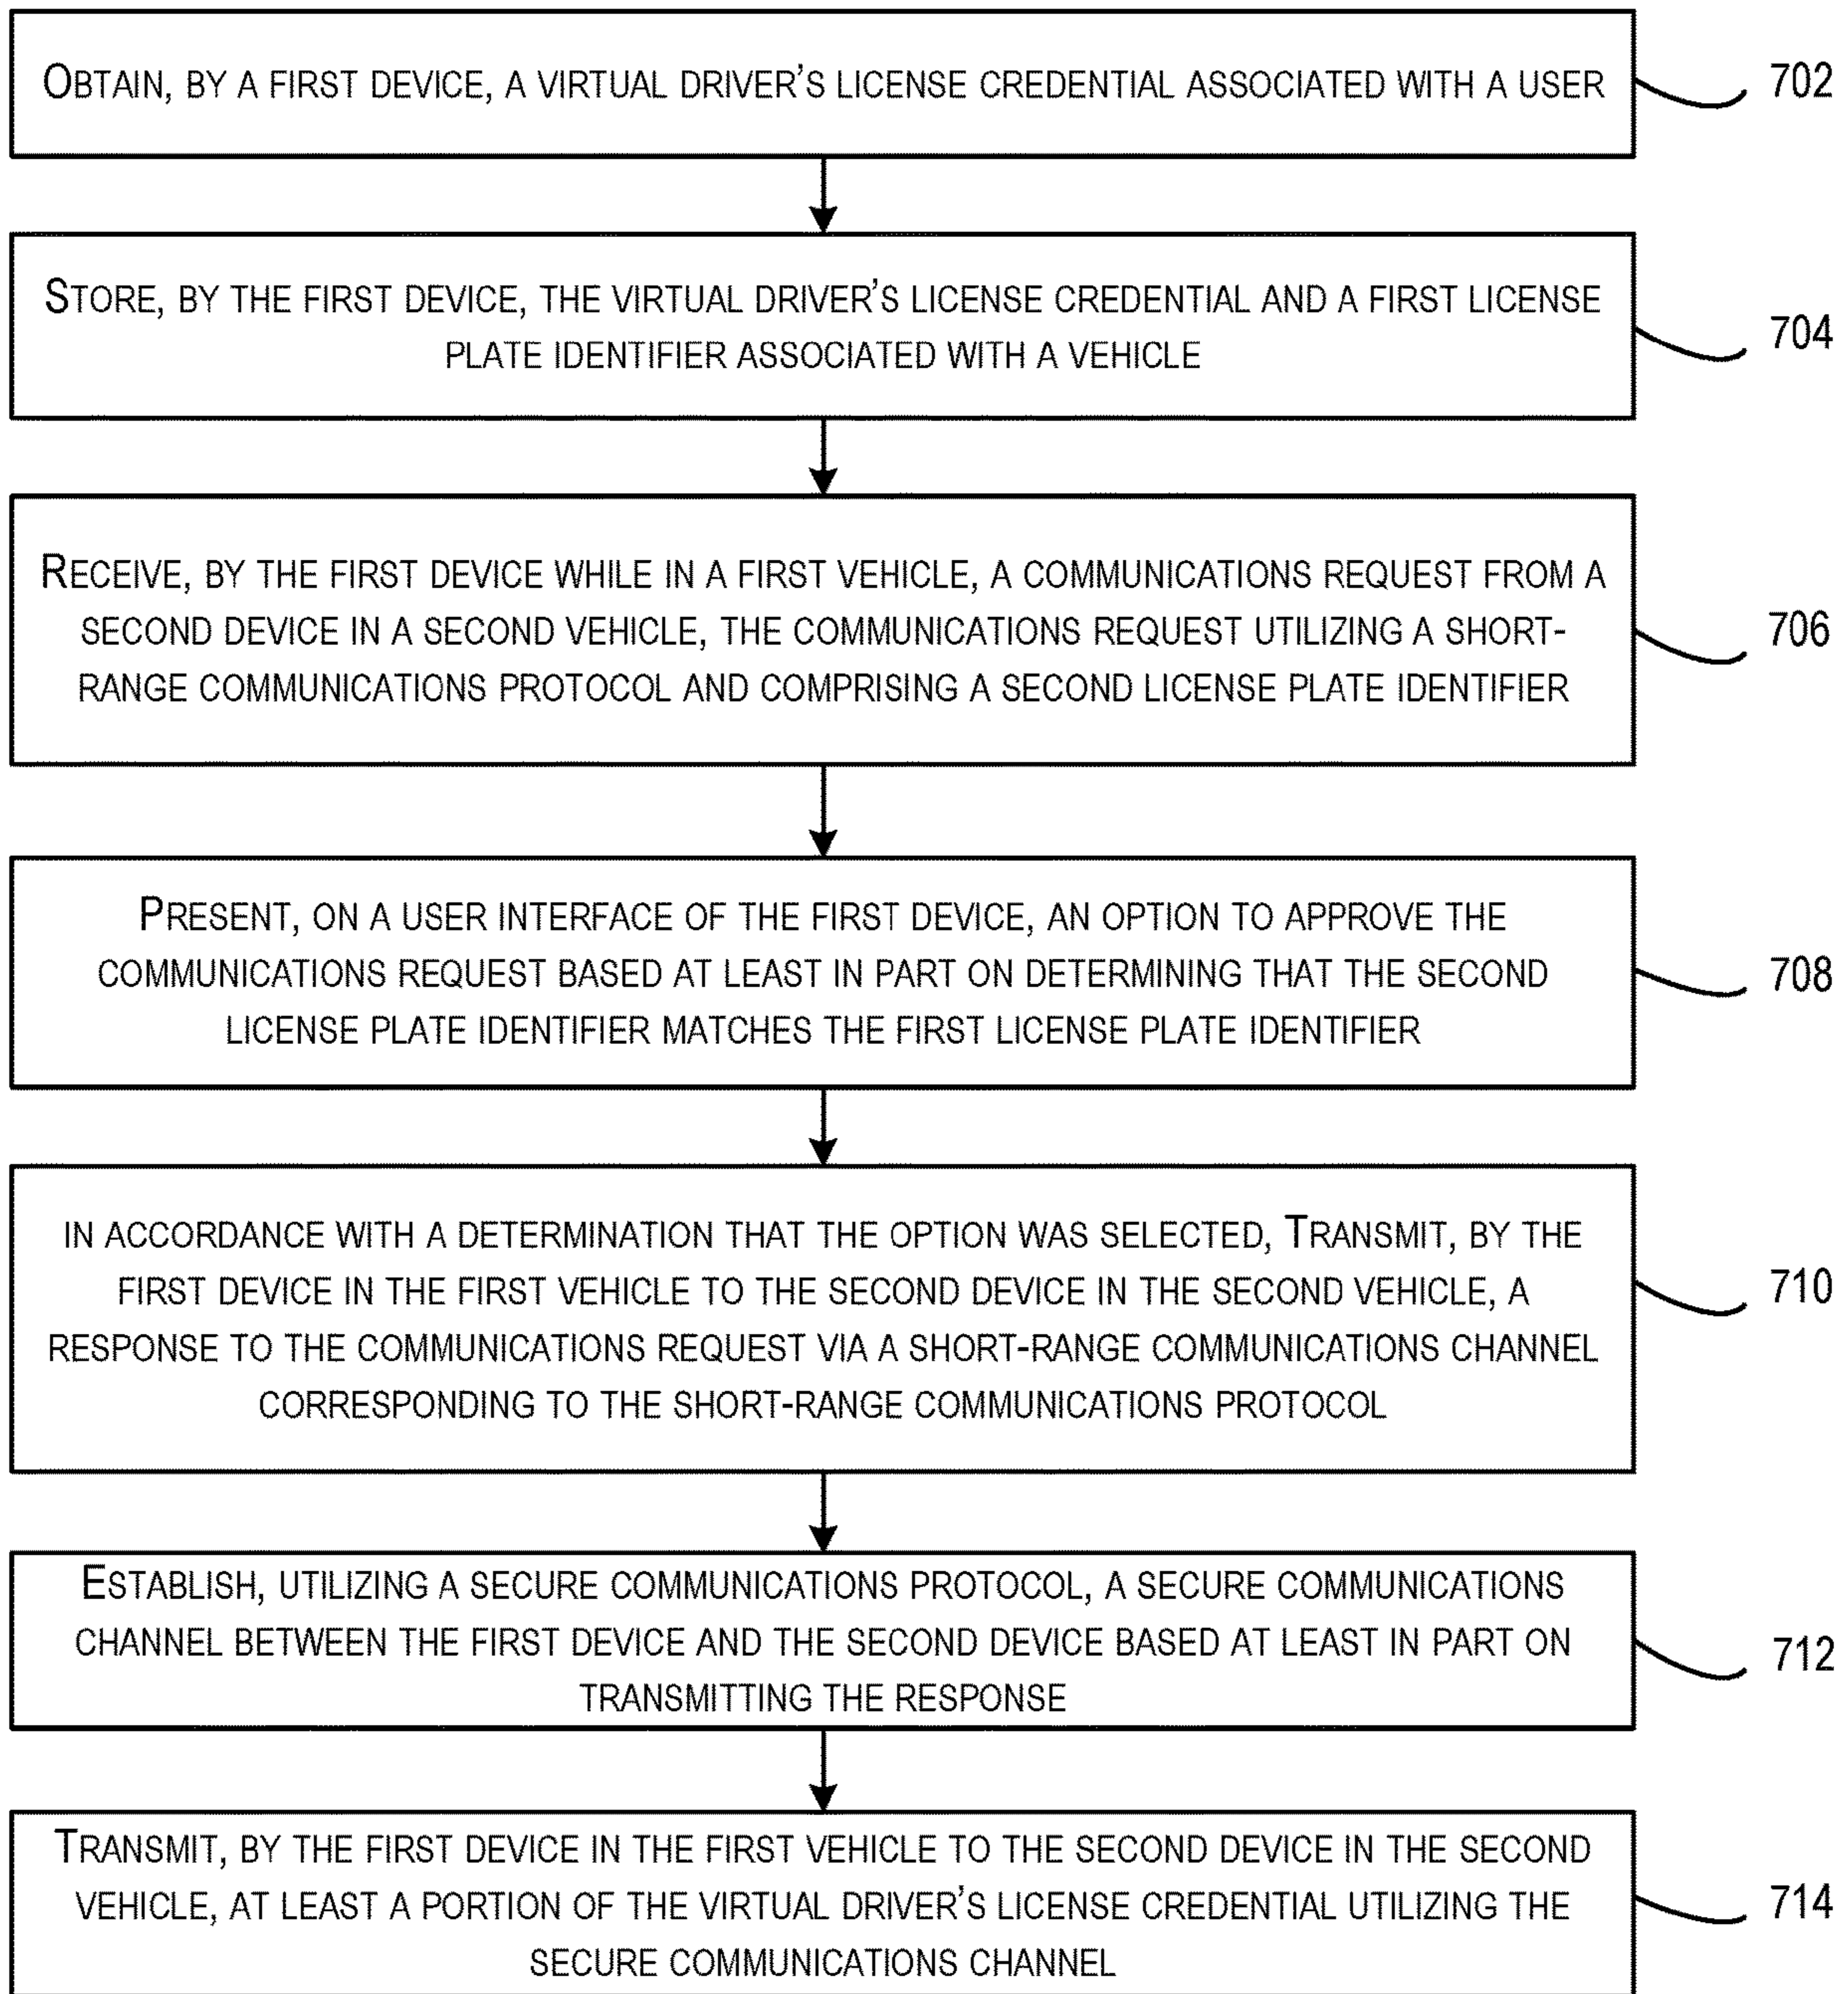 OBTAIN, BY A FIRST DEVICE, A VIRTUAL DRIVER'S LICENSE CREDENTIAL ASSOCIATED WITH A USER
702
STORE, BY THE FIRST DEVICE, THE VIRTUAL DRIVER'S LICENSE CREDENTIAL AND A FIRST LICENSE
PLATE IDENTIFIER ASSOCIATED WITH A VEHICLE
704
RECEIVE, BY THE FIRST DEVICE WHILE IN A FIRST VEHICLE, A COMMUNICATIONS REQUEST FROM A
SECOND DEVICE IN A SECOND VEHICLE, THE COMMUNICATIONS REQUEST UTILIZING A SHORT-
RANGE COMMUNICATIONS PROTOCOL AND COMPRISING A SECOND LICENSE PLATE IDENTIFIER
706
PRESENT, ON A USER INTERFACE OF THE FIRST DEVICE, AN OPTION TO APPROVE THE
COMMUNICATIONS REQUEST BASED AT LEAST IN PART ON DETERMINING THAT THE SECOND
LICENSE PLATE IDENTIFIER MATCHES THE FIRST LICENSE PLATE IDENTIFIER
708
IN ACCORDANCE WITH A DETERMINATION THAT THE OPTION WAS SELECTED, TRANSMIT, BY THE
FIRST DEVICE IN THE FIRST VEHICLE TO THE SECOND DEVICE IN THE SECOND VEHICLE, A
RESPONSE TO THE COMMUNICATIONS REQUEST VIA A SHORT-RANGE COMMUNICATIONS CHANNEL
CORRESPONDING TO THE SHORT-RANGE COMMUNICATIONS PROTOCOL
710
ESTABLISH, UTILIZING A SECURE COMMUNICATIONS PROTOCOL, A SECURE COMMUNICATIONS
CHANNEL BETWEEN THE FIRST DEVICE AND THE SECOND DEVICE BASED AT LEAST IN PART ON
TRANSMITTING THE RESPONSE
712
TRANSMIT, BY THE FIRST DEVICE IN THE FIRST VEHICLE TO THE SECOND DEVICE IN THE SECOND
VEHICLE, AT LEAST A PORTION OF THE VIRTUAL DRIVER'S LICENSE CREDENTIAL UTILIZING THE
SECURE COMMUNICATIONS CHANNEL
714